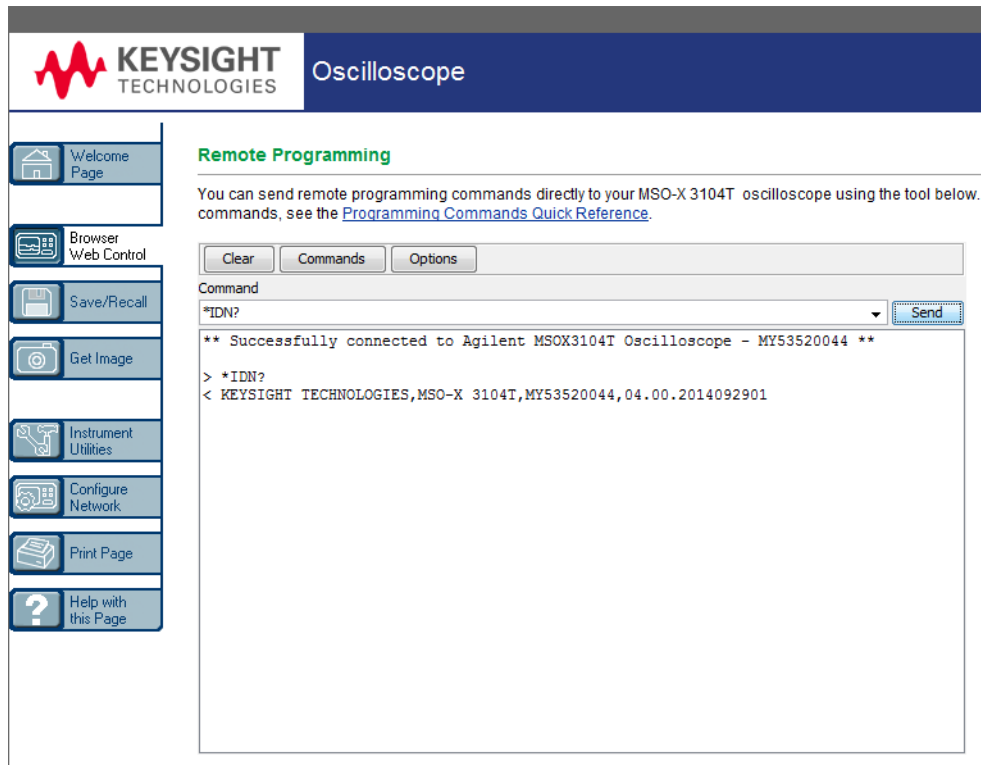 KEYSIGHT
TECHNOLOGIES
Oscilloscope
Welcome
Page
Browser
Web Control
Save/Recall
Get Image
Instrument
Utilities
Configure
Network
Print Page
Help with
this Page
Remote Programming
You can send remote programming commands directly to your MSO-X 3104T oscilloscope using the tool below.
commands, see the Programming Commands Quick Reference.
Clear
Commands
Options
Command
*IDN?
Send
** Successfully connected to Agilent MSOX3104T Oscilloscope - MY53520044 **
> *IDN?
< KEYSIGHT TECHNOLOGIES,MSO-X 3104T,MY53520044,04.00.2014092901